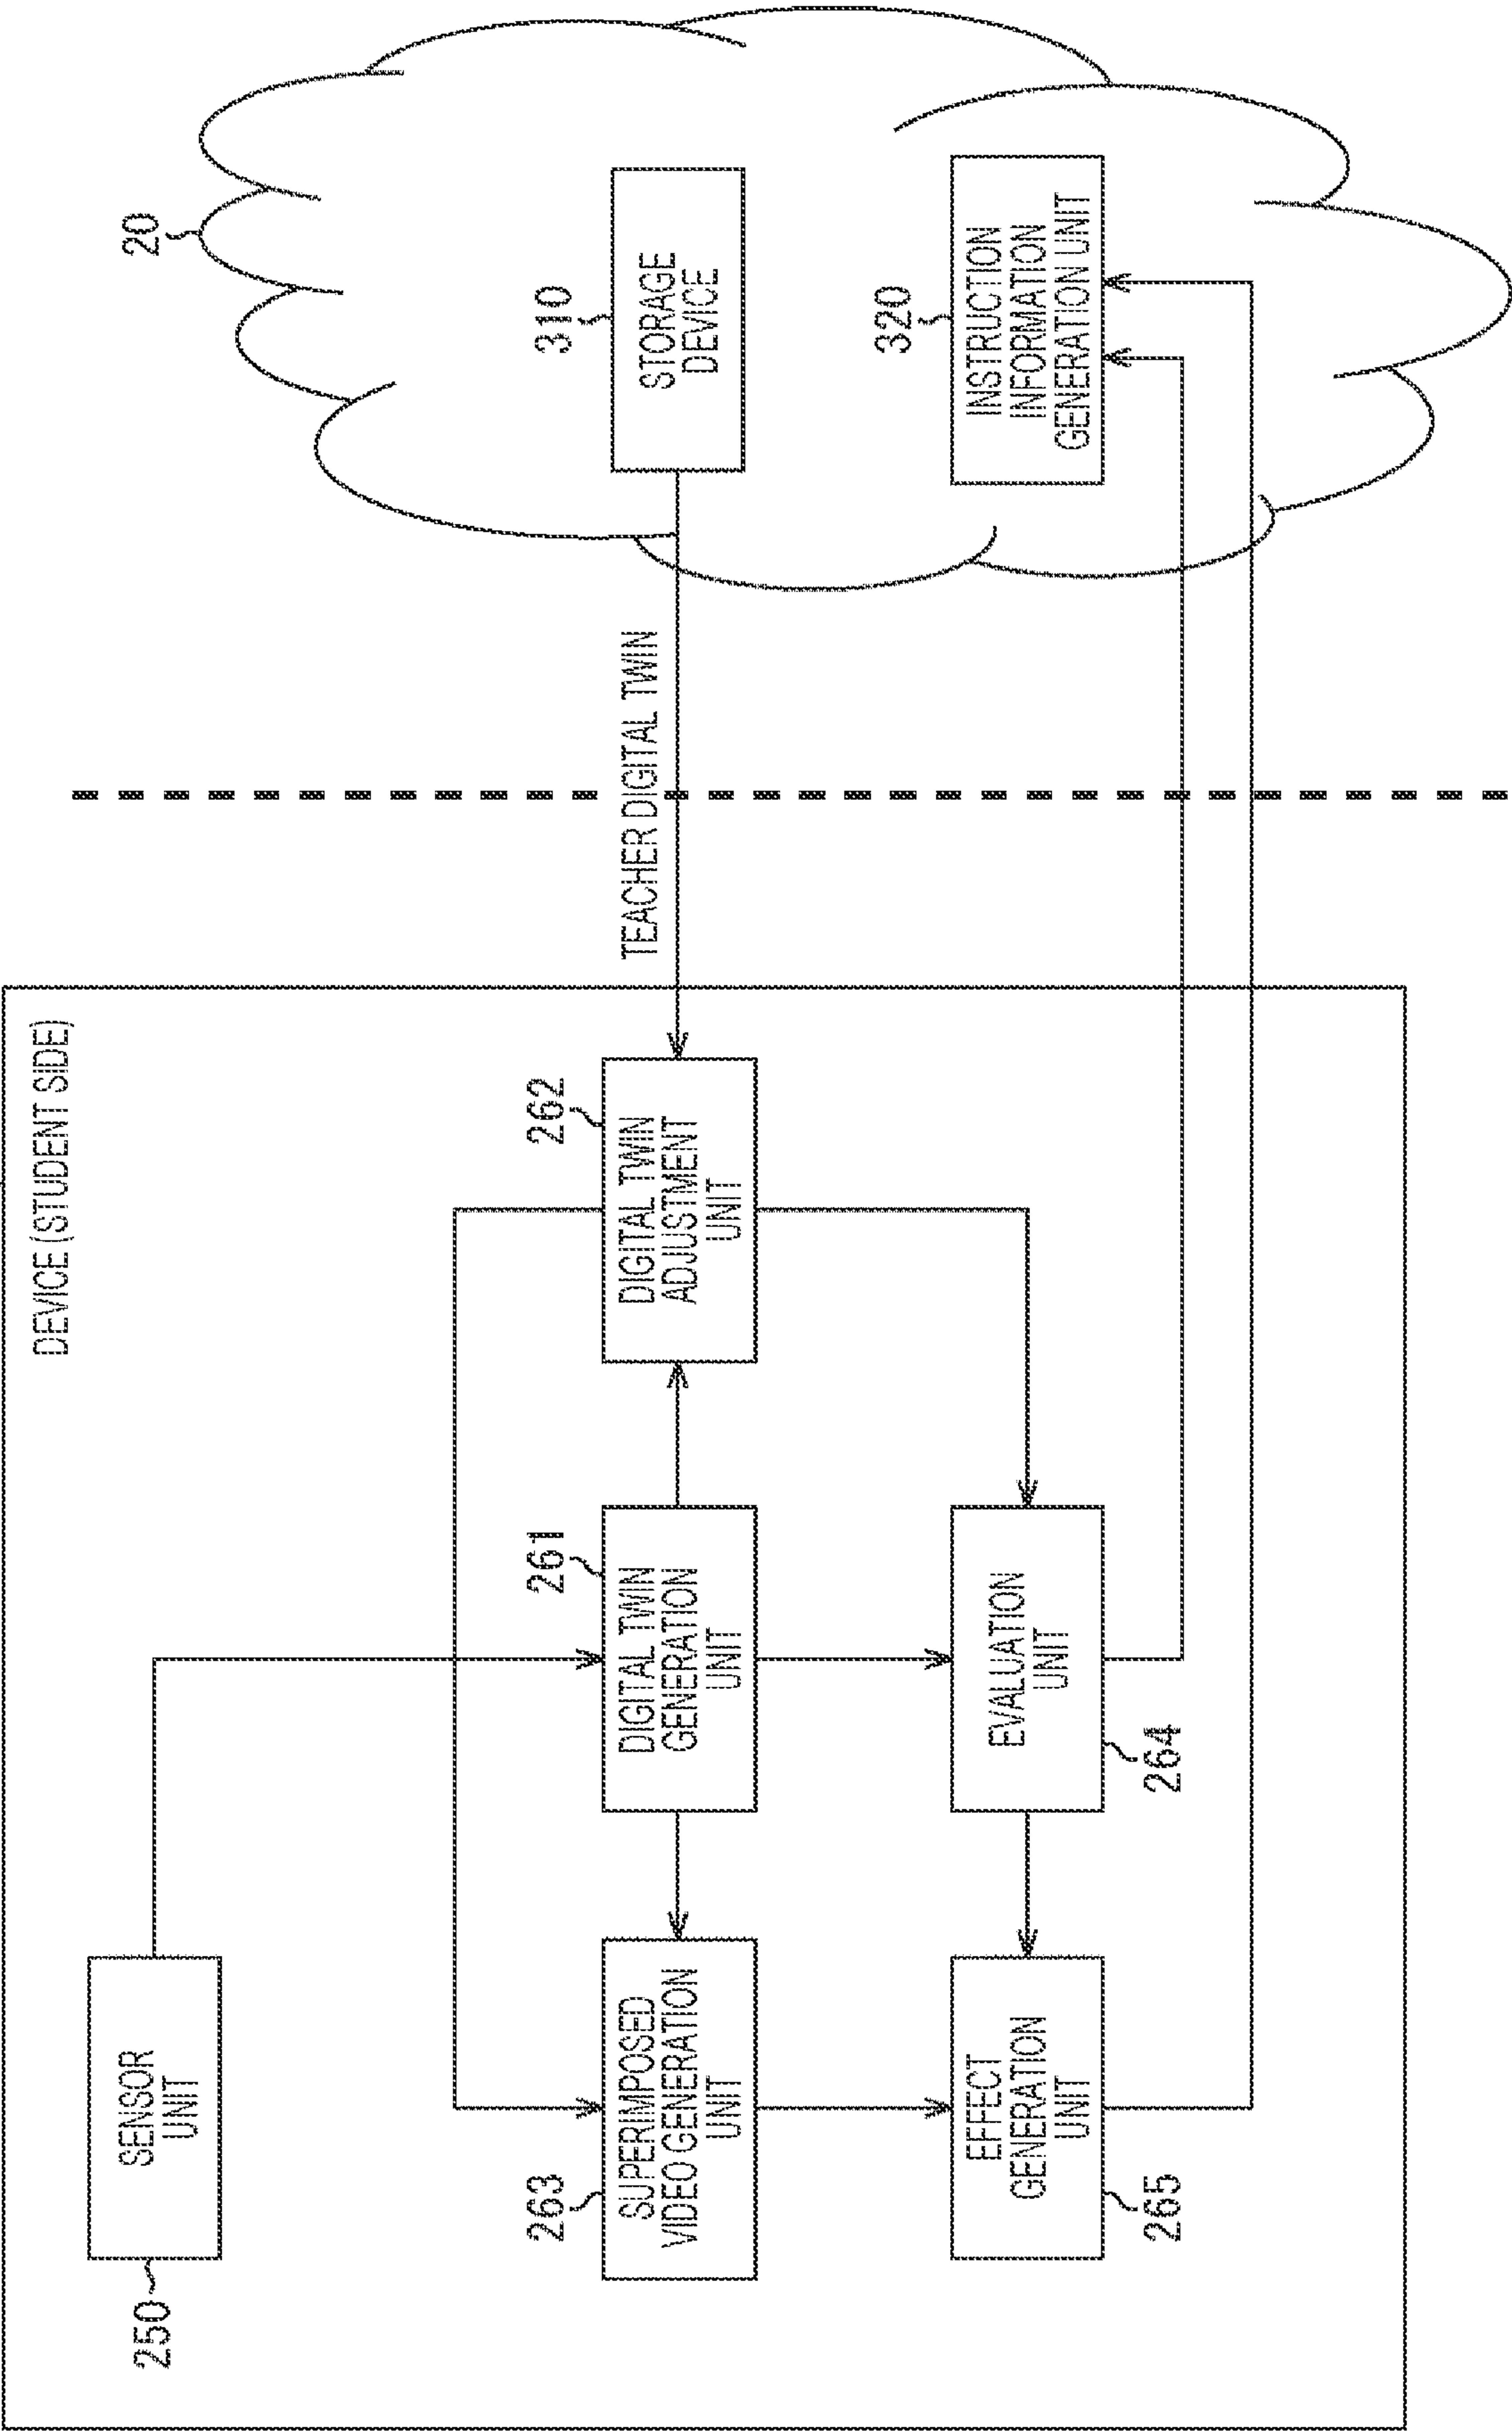 DEVICE (STUDENT SIDE)
20
250
SENSOR
UNIT
263
SUPERIMPOSED
VIDEO GENERATION
UNIT
261
DIGITAL TWIN
GENERATION
UNIT
262
DIGITAL TWIN
ADJUSTMENT
UNIT
TEACHER DIGITAL TWIN
310
STORAGE
DEVICE
EFFECT
GENERATION
UNIT
265
EVALUATION
UNIT
264
320
INSTRUCTION
INFORMATION
GENERATION UNIT